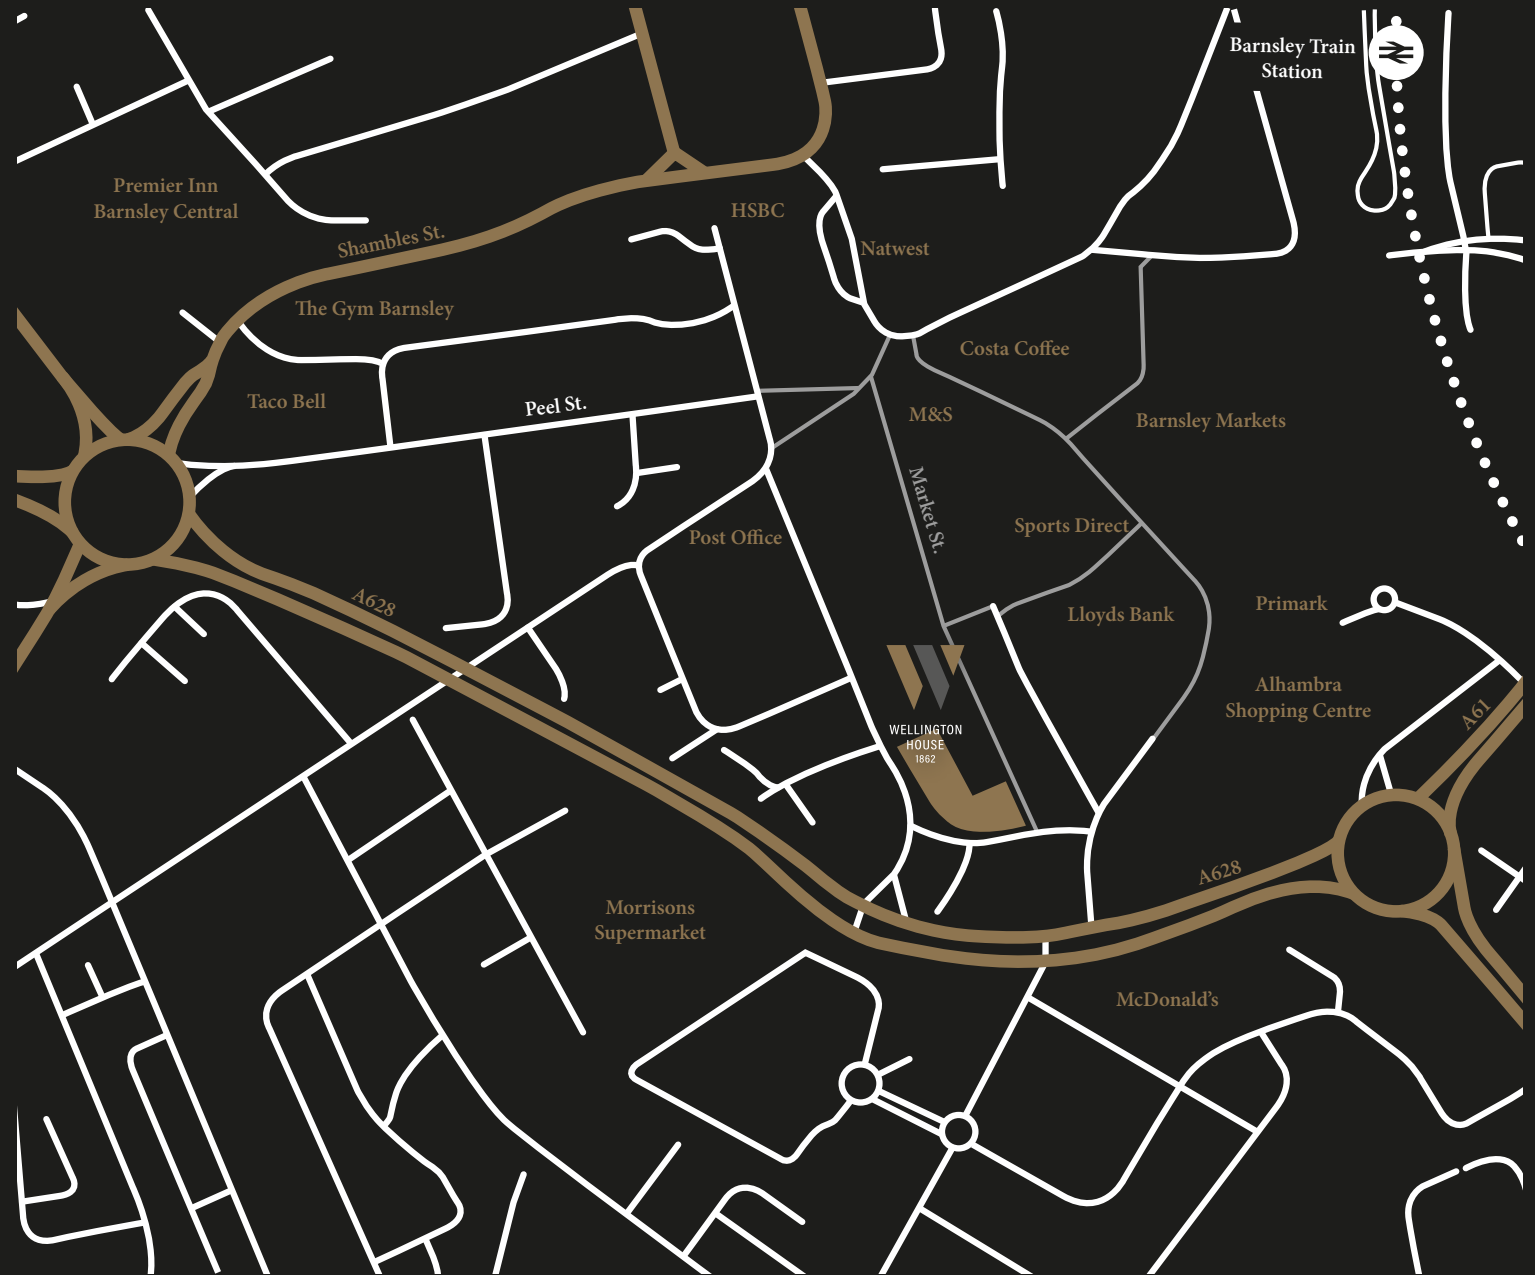 Barnsley Train
Station
Premier Inn
Barnsley Central
HSBC
Shambles St.
Natwest
The Gym Barnsley
Costa Coffee
Taco Bell
Peel St.
M&S
Barnsley Markets
Market St.
Sports Direct
Post Office
A628
Primark
Lloyds Bank
Alhambra
Shopping Centre
A61
WELLINGTON
HOUSE
1862
A628
Morrisons
Supermarket
McDonald's